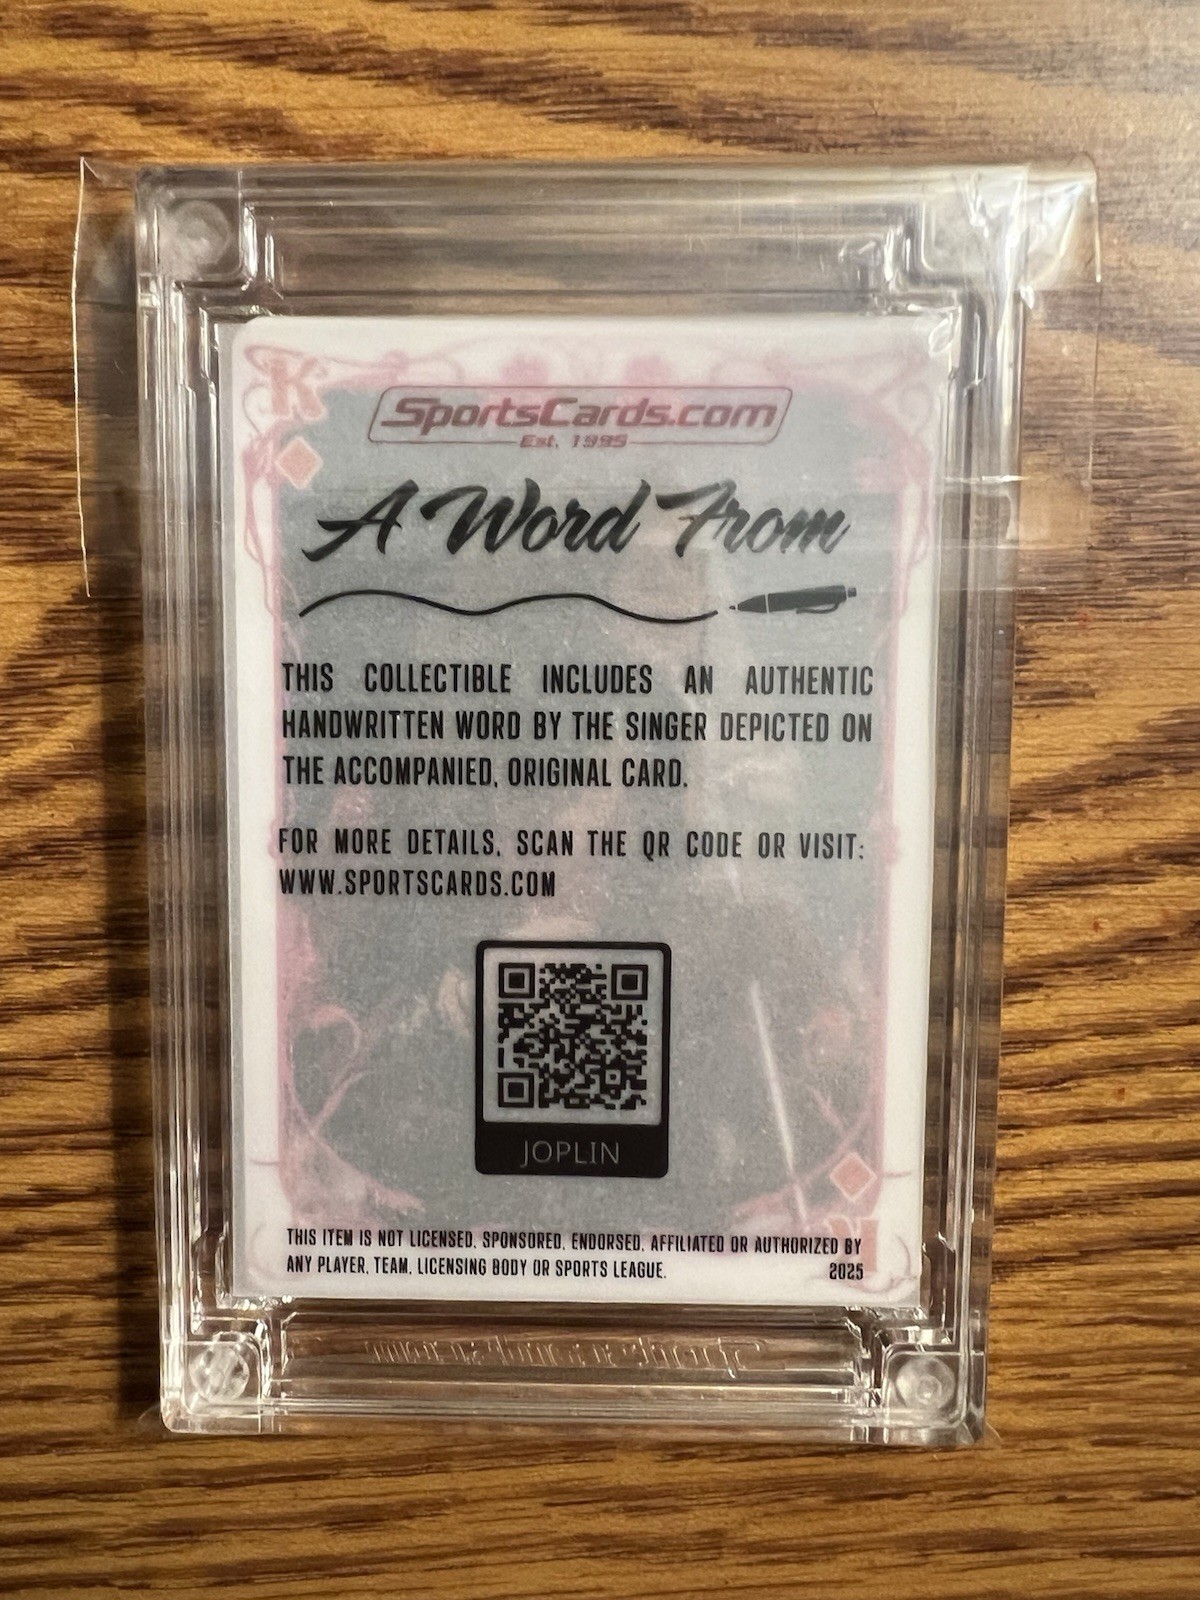 K
SportsCards.com
Est. 1995
A Word From
THIS COLLECTIBLE INCLUDES AN AUTHENTIC
HANDWRITTEN WORD BY THE SINGER DEPICTED ON
THE ACCOMPANIED, ORIGINAL CARD.
FOR MORE DETAILS, SCAN THE QR CODE OR VISIT:
WWW.SPORTSCARDS.COM
JOPLIN
THIS ITEM IS NOT LICENSED, SPONSORED, ENDORSED, AFFILIATED OR AUTHORIZED BY
ANY PLAYER, TEAM, LICENSING BODY OR SPORTS LEAGUE. 2025